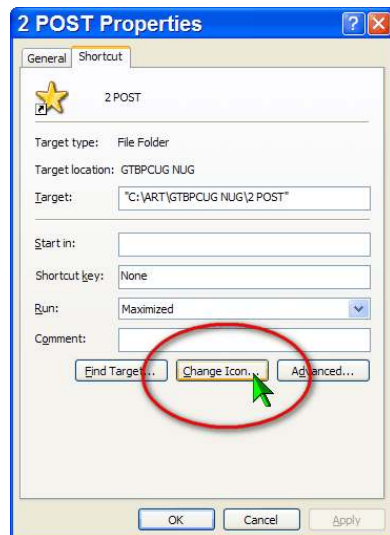 2 POST Properties
General Shortcut
2 POST
Target type: File Folder
Target location: GTBPCUG NUG
Target: "C:\ART\GTBPCUG NUG\2 POST"
Start in:
Shortcut key: None
Run: Maximized
Comment:
Find Target... Change Icon... Advanced...
OK Cancel Apply